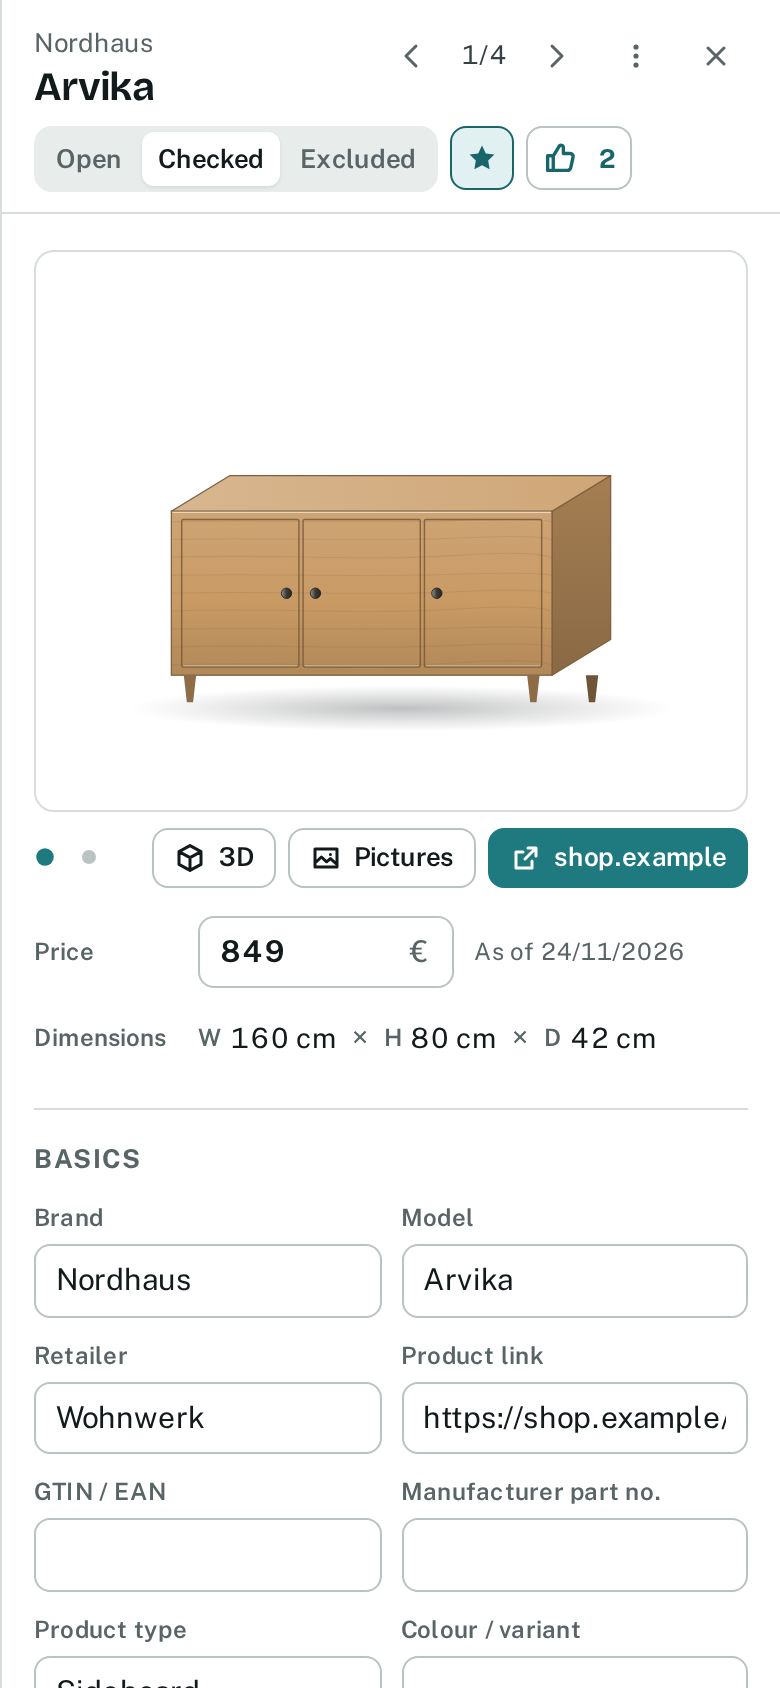 Nordhaus
Arvika
1/4
Open Checked Excluded 2
3D Pictures shop.example
Price 849 € As of 24/11/2026
Dimensions W 160 cm × H 80 cm × D 42 cm
BASICS
Brand Model
Nordhaus Arvika
Retailer Product link
Wohnwerk https://shop.example/
GTIN / EAN Manufacturer part no.
Product type Colour / variant
Sideboard